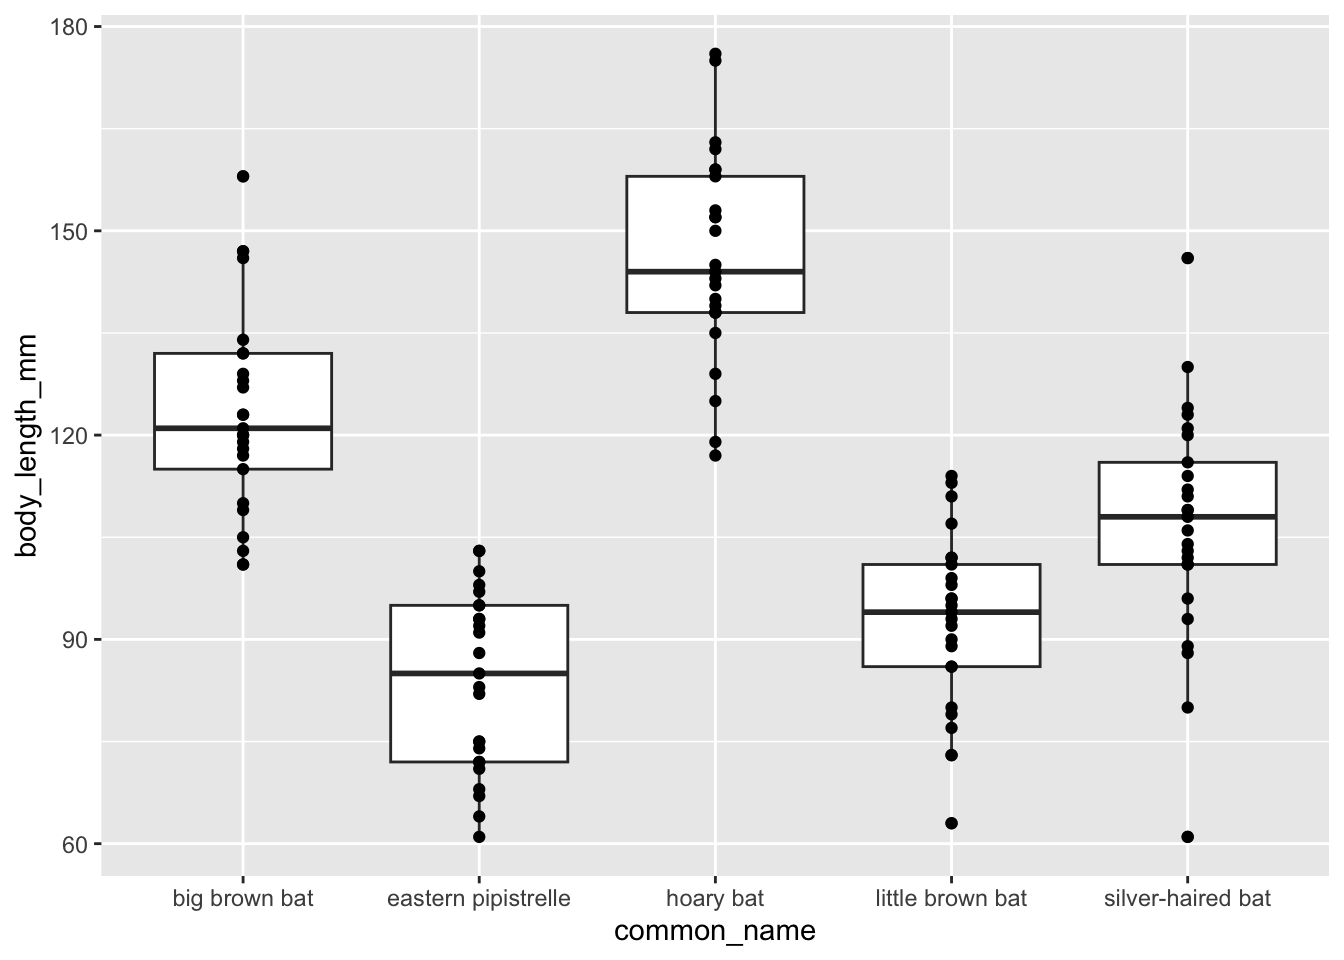 180
150
120
90
60
body_length_mm
big brown bat
eastern pipistrelle
hoary bat
little brown bat
silver-haired bat
common_name